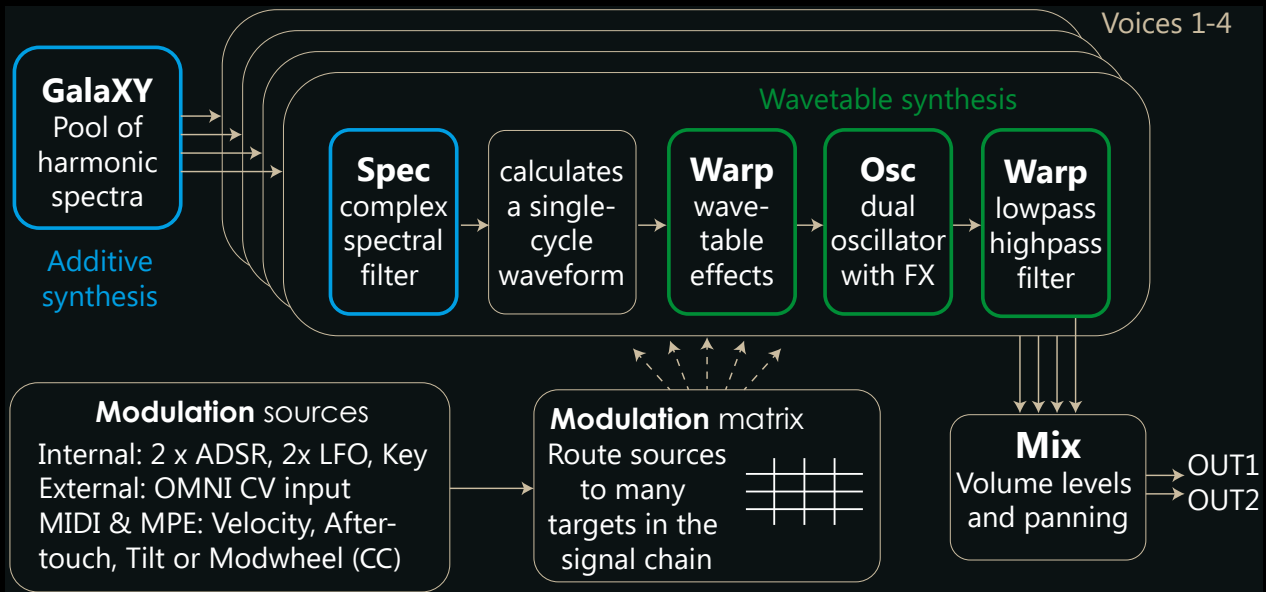 Voices 1-4
GalaXY
Pool of
harmonic
spectra
Additive
synthesis
Wavetable synthesis
Spec
complex
spectral
filter
calculates
a single-
cycle
waveform
Warp
wave-
table
effects
Osc
dual
oscillator
with FX
Warp
lowpass
highpass
filter
Modulation sources
Internal: 2 x ADSR, 2x LFO, Key
External: OMNI CV input
MIDI & MPE: Velocity, After-
touch, Tilt or Modwheel (CC)
Modulation matrix
Route sources
to many
targets in the
signal chain
Mix
Volume levels
and panning
OUT1
OUT2